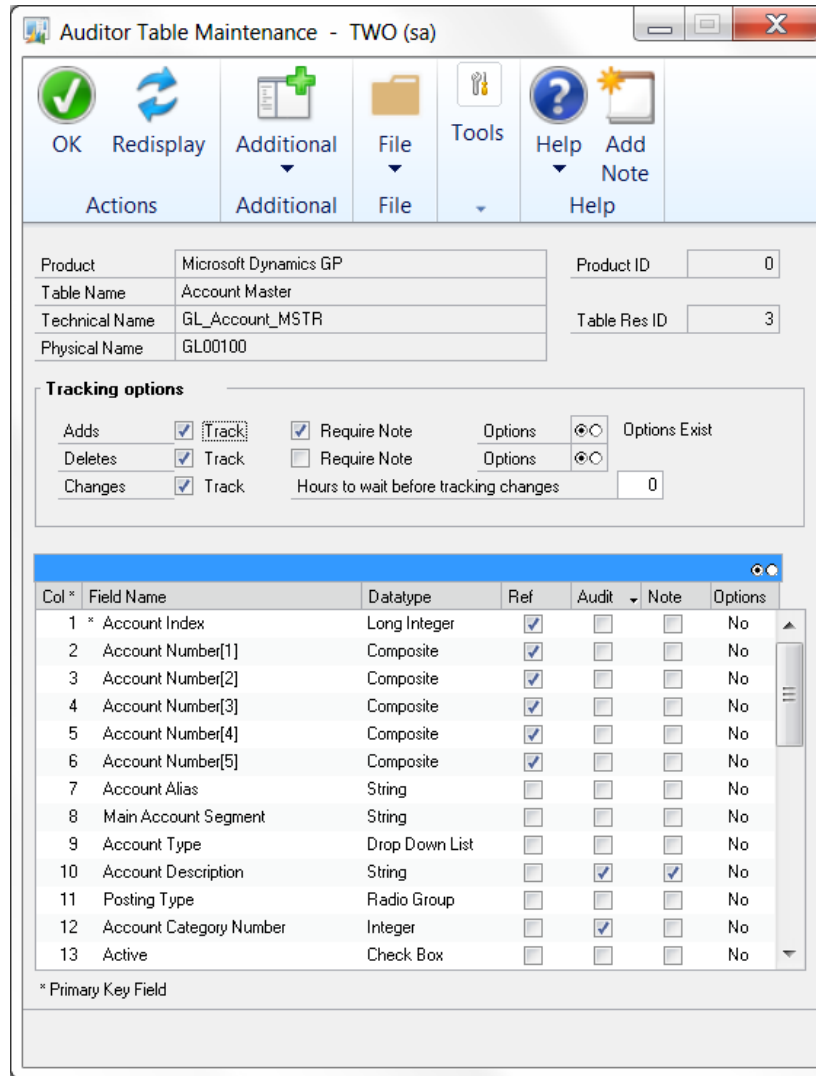 Auditor Table Maintenance - TWO (sa)
OK Redisplay Additional File Tools Help Add Note
Actions Additional File Help
Product Microsoft Dynamics GP Product ID 0
Table Name Account Master
Technical Name GL_Account_MSTR Table Res ID 3
Physical Name GL00100
Tracking options
Adds Track Require Note Options Options Exist
Deletes Track Require Note Options
Changes Track Hours to wait before tracking changes 0
Col * Field Name Datatype Ref Audit Note Options
1 * Account Index Long Integer No
2 Account Number[1] Composite No
3 Account Number[2] Composite No
4 Account Number[3] Composite No
5 Account Number[4] Composite No
6 Account Number[5] Composite No
7 Account Alias String No
8 Main Account Segment String No
9 Account Type Drop Down List No
10 Account Description String No
11 Posting Type Radio Group No
12 Account Category Number Integer No
13 Active Check Box No
* Primary Key Field